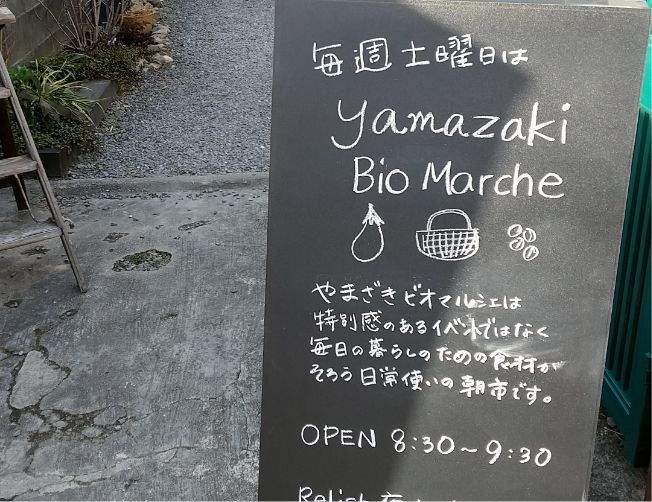 毎週土曜日は
yamazaki
Bio Marche
やまざきビオマルシェは
特別感のあるイベントではなく
毎日の暮らしのための食材が
そろう日常使いの朝市です。
OPEN 8:30~9:30
Relish